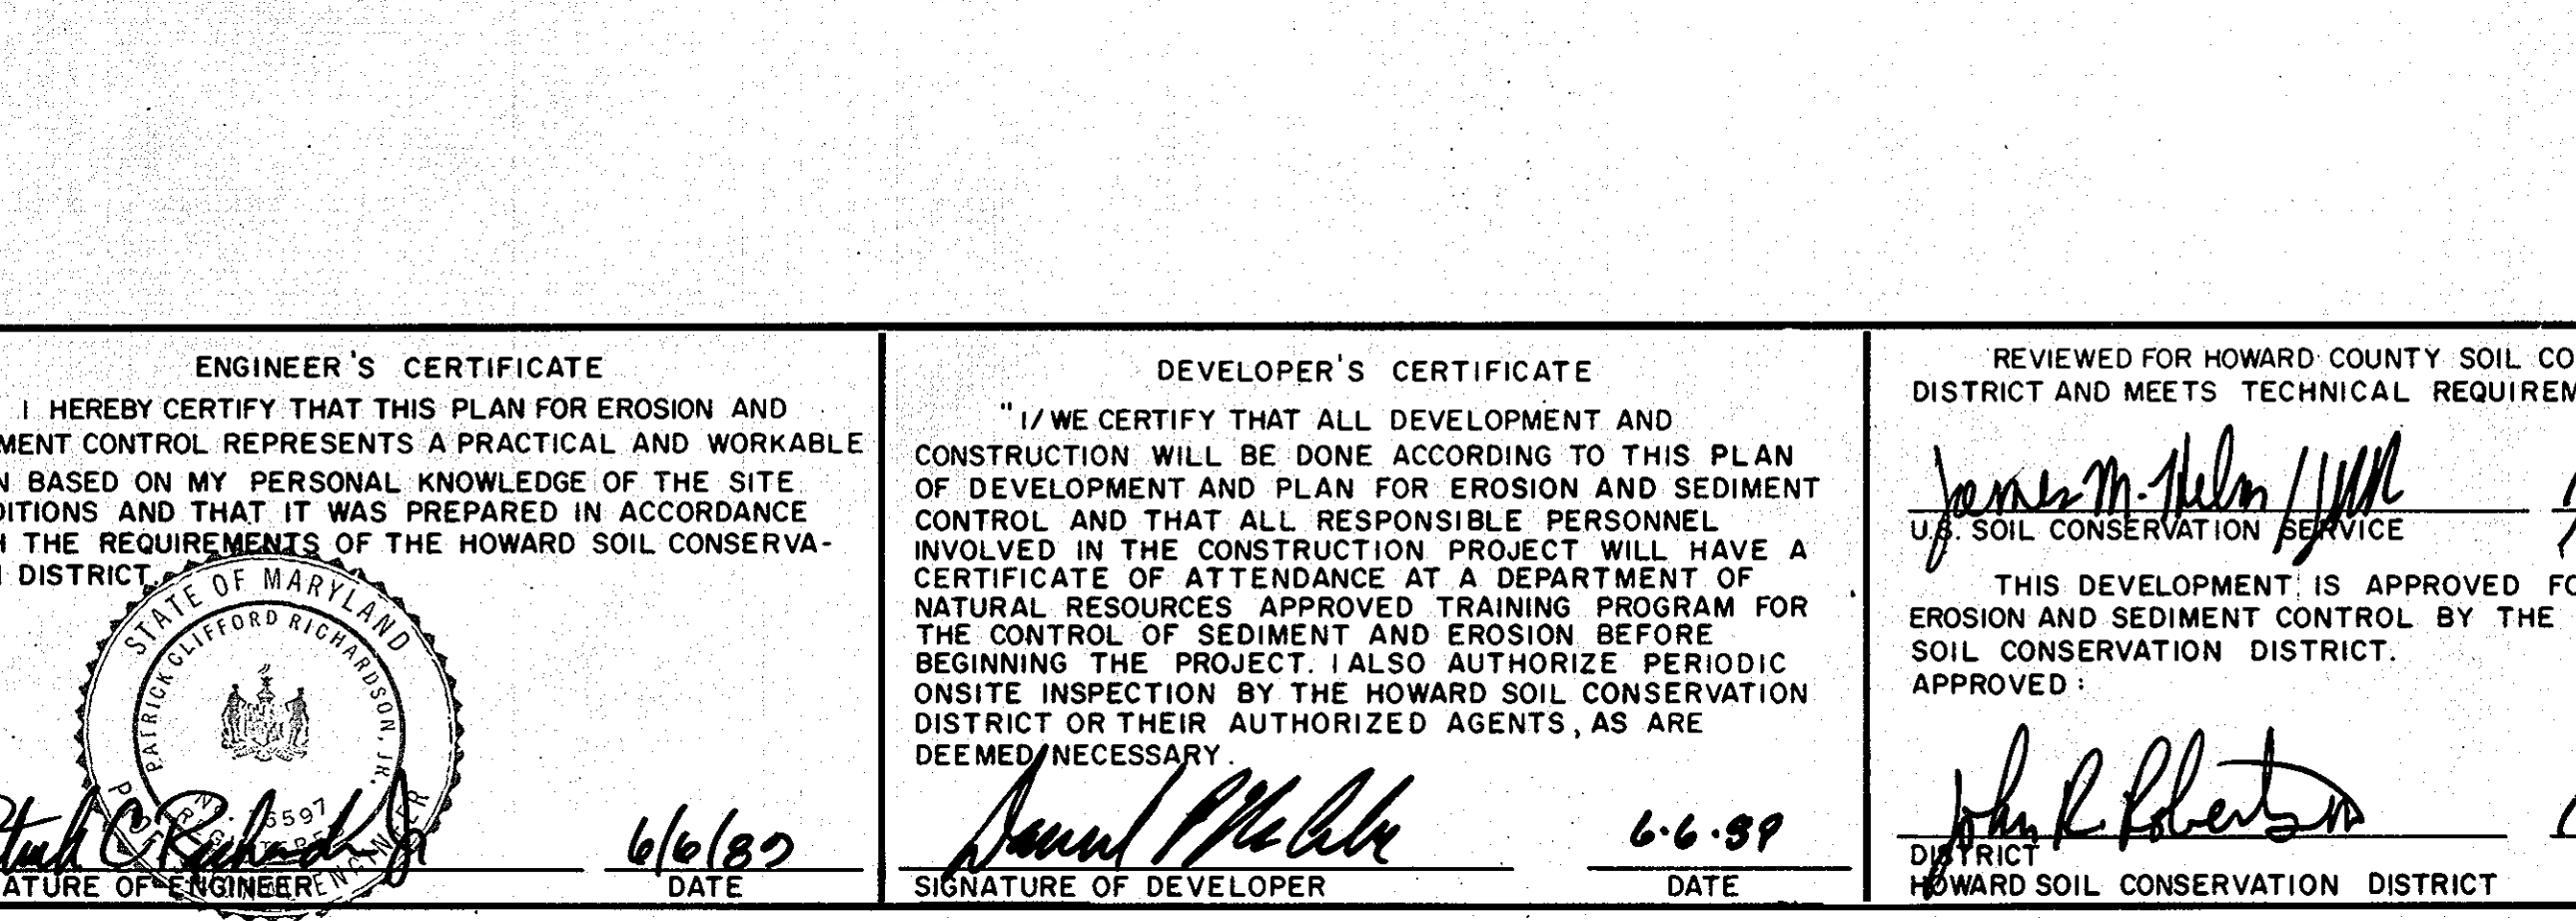 ENGINEER'S CERTIFICATE
I HEREBY CERTIFY THAT THIS PLAN FOR EROSION AND
MENT CONTROL REPRESENTS A PRACTICAL AND WORKABLE
N BASED ON MY PERSONAL KNOWLEDGE OF THE SITE
DITIONS AND THAT IT WAS PREPARED IN ACCORDANCE
H THE REQUIREMENTS OF THE HOWARD SOIL CONSERVA-
DISTRICT.
STATE OF MARYLAND
PATRICK CLIFFORD RICHARDSON, JR.
6/6/89
ATURE OF ENGINEER
DATE
DEVELOPER'S CERTIFICATE
"I/WE CERTIFY THAT ALL DEVELOPMENT AND
CONSTRUCTION WILL BE DONE ACCORDING TO THIS PLAN
OF DEVELOPMENT AND PLAN FOR EROSION AND SEDIMENT
CONTROL AND THAT ALL RESPONSIBLE PERSONNEL
INVOLVED IN THE CONSTRUCTION PROJECT WILL HAVE A
CERTIFICATE OF ATTENDANCE AT A DEPARTMENT OF
NATURAL RESOURCES APPROVED TRAINING PROGRAM FOR
THE CONTROL OF SEDIMENT AND EROSION BEFORE
BEGINNING THE PROJECT. I ALSO AUTHORIZE PERIODIC
ONSITE INSPECTION BY THE HOWARD SOIL CONSERVATION
DISTRICT OR THEIR AUTHORIZED AGENTS, AS ARE
DEEMED NECESSARY.
6.6.89
SIGNATURE OF DEVELOPER
DATE
REVIEWED FOR HOWARD COUNTY SOIL CO
DISTRICT AND MEETS TECHNICAL REQUIREM
James M. Helm
U.S. SOIL CONSERVATION SERVICE
THIS DEVELOPMENT IS APPROVED FO
EROSION AND SEDIMENT CONTROL BY THE
SOIL CONSERVATION DISTRICT.
APPROVED:
John R. Robertson
DISTRICT
HOWARD SOIL CONSERVATION DISTRICT